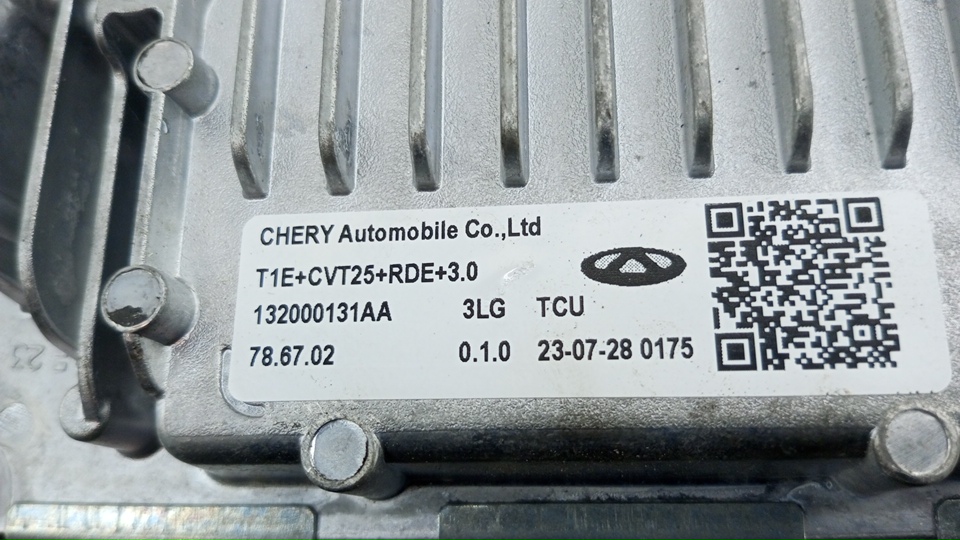 CHERY Automobile Co.,Ltd
T1E+CVT25+RDE+3.0
132000131AA 3LG TCU
78.67.02 0.1.0 23-07-28 0175
23